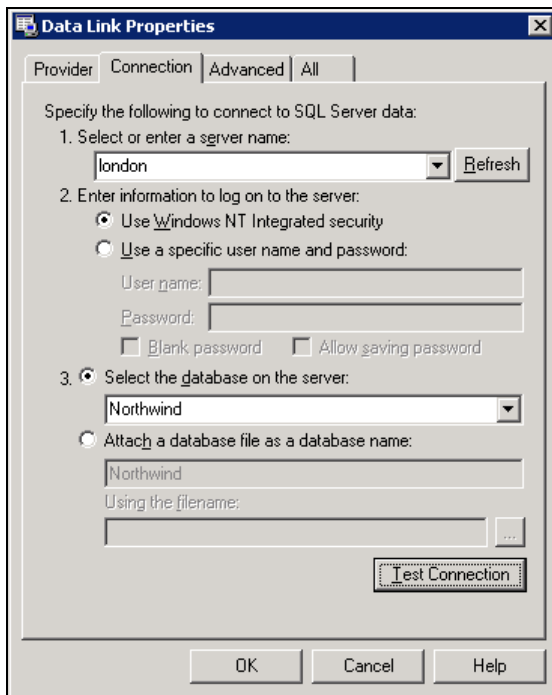 Data Link Properties
Provider Connection Advanced All
Specify the following to connect to SQL Server data:
1. Select or enter a server name:
london Refresh
2. Enter information to log on to the server:
Use Windows NT Integrated security
Use a specific user name and password:
User name:
Password:
Blank password Allow saving password
3. Select the database on the server:
Northwind
Attach a database file as a database name:
Northwind
Using the filename:
...
Test Connection
OK Cancel Help